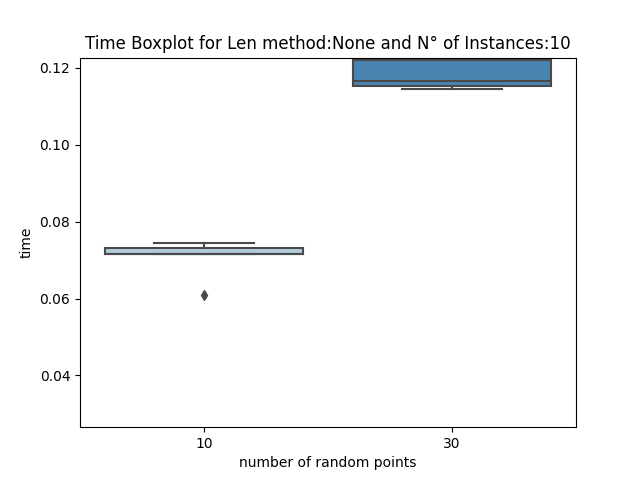 Time Boxplot for Len method:None and N° of Instances:10
0.12
0.10
0.08
0.06
0.04
time
10
30
number of random points